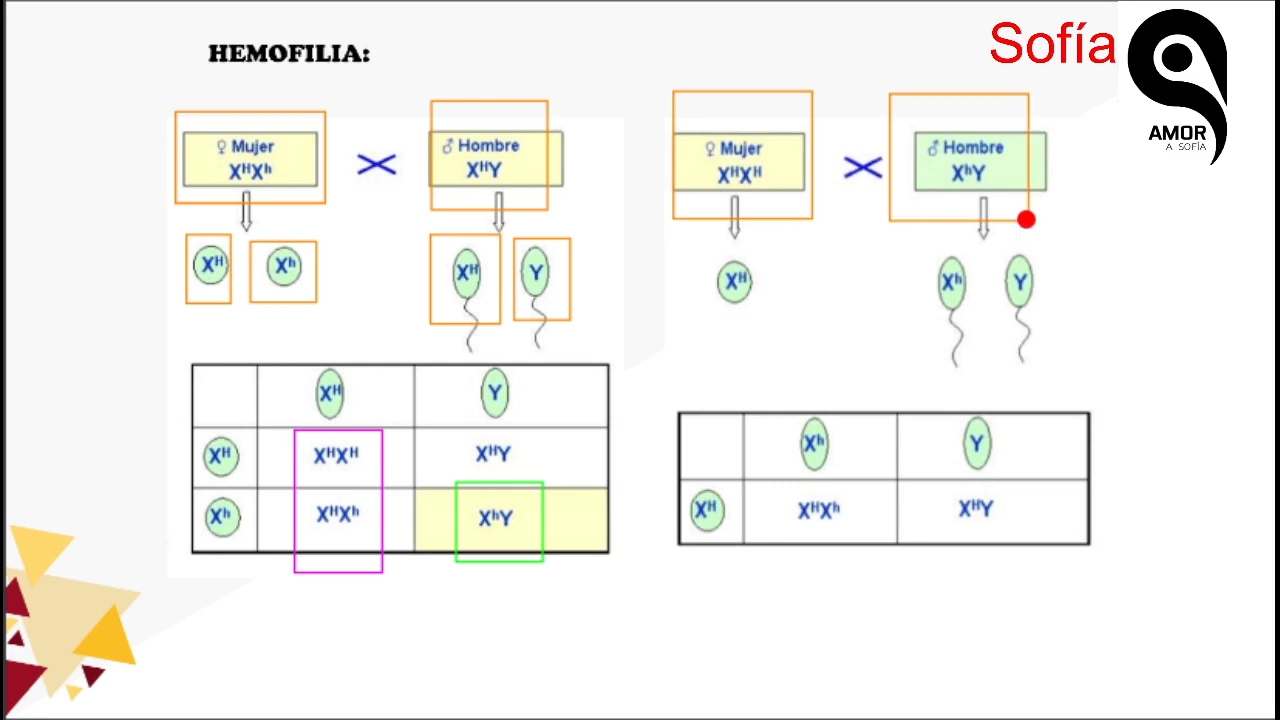 HEMOFILIA:
Sofía
AMOR
A SOFÍA
♀ Mujer
XᴴXʰ
♂ Hombre
XᴴY
Xᴴ
Xʰ
Xᴴ
Y
Xᴴ
Y
Xᴴ
XᴴXᴴ
XᴴY
Xʰ
XᴴXʰ
XʰY
♀ Mujer
XᴴXᴴ
♂ Hombre
XʰY
Xᴴ
Xʰ
Y
Xʰ
Y
Xᴴ
XᴴXʰ
XᴴY